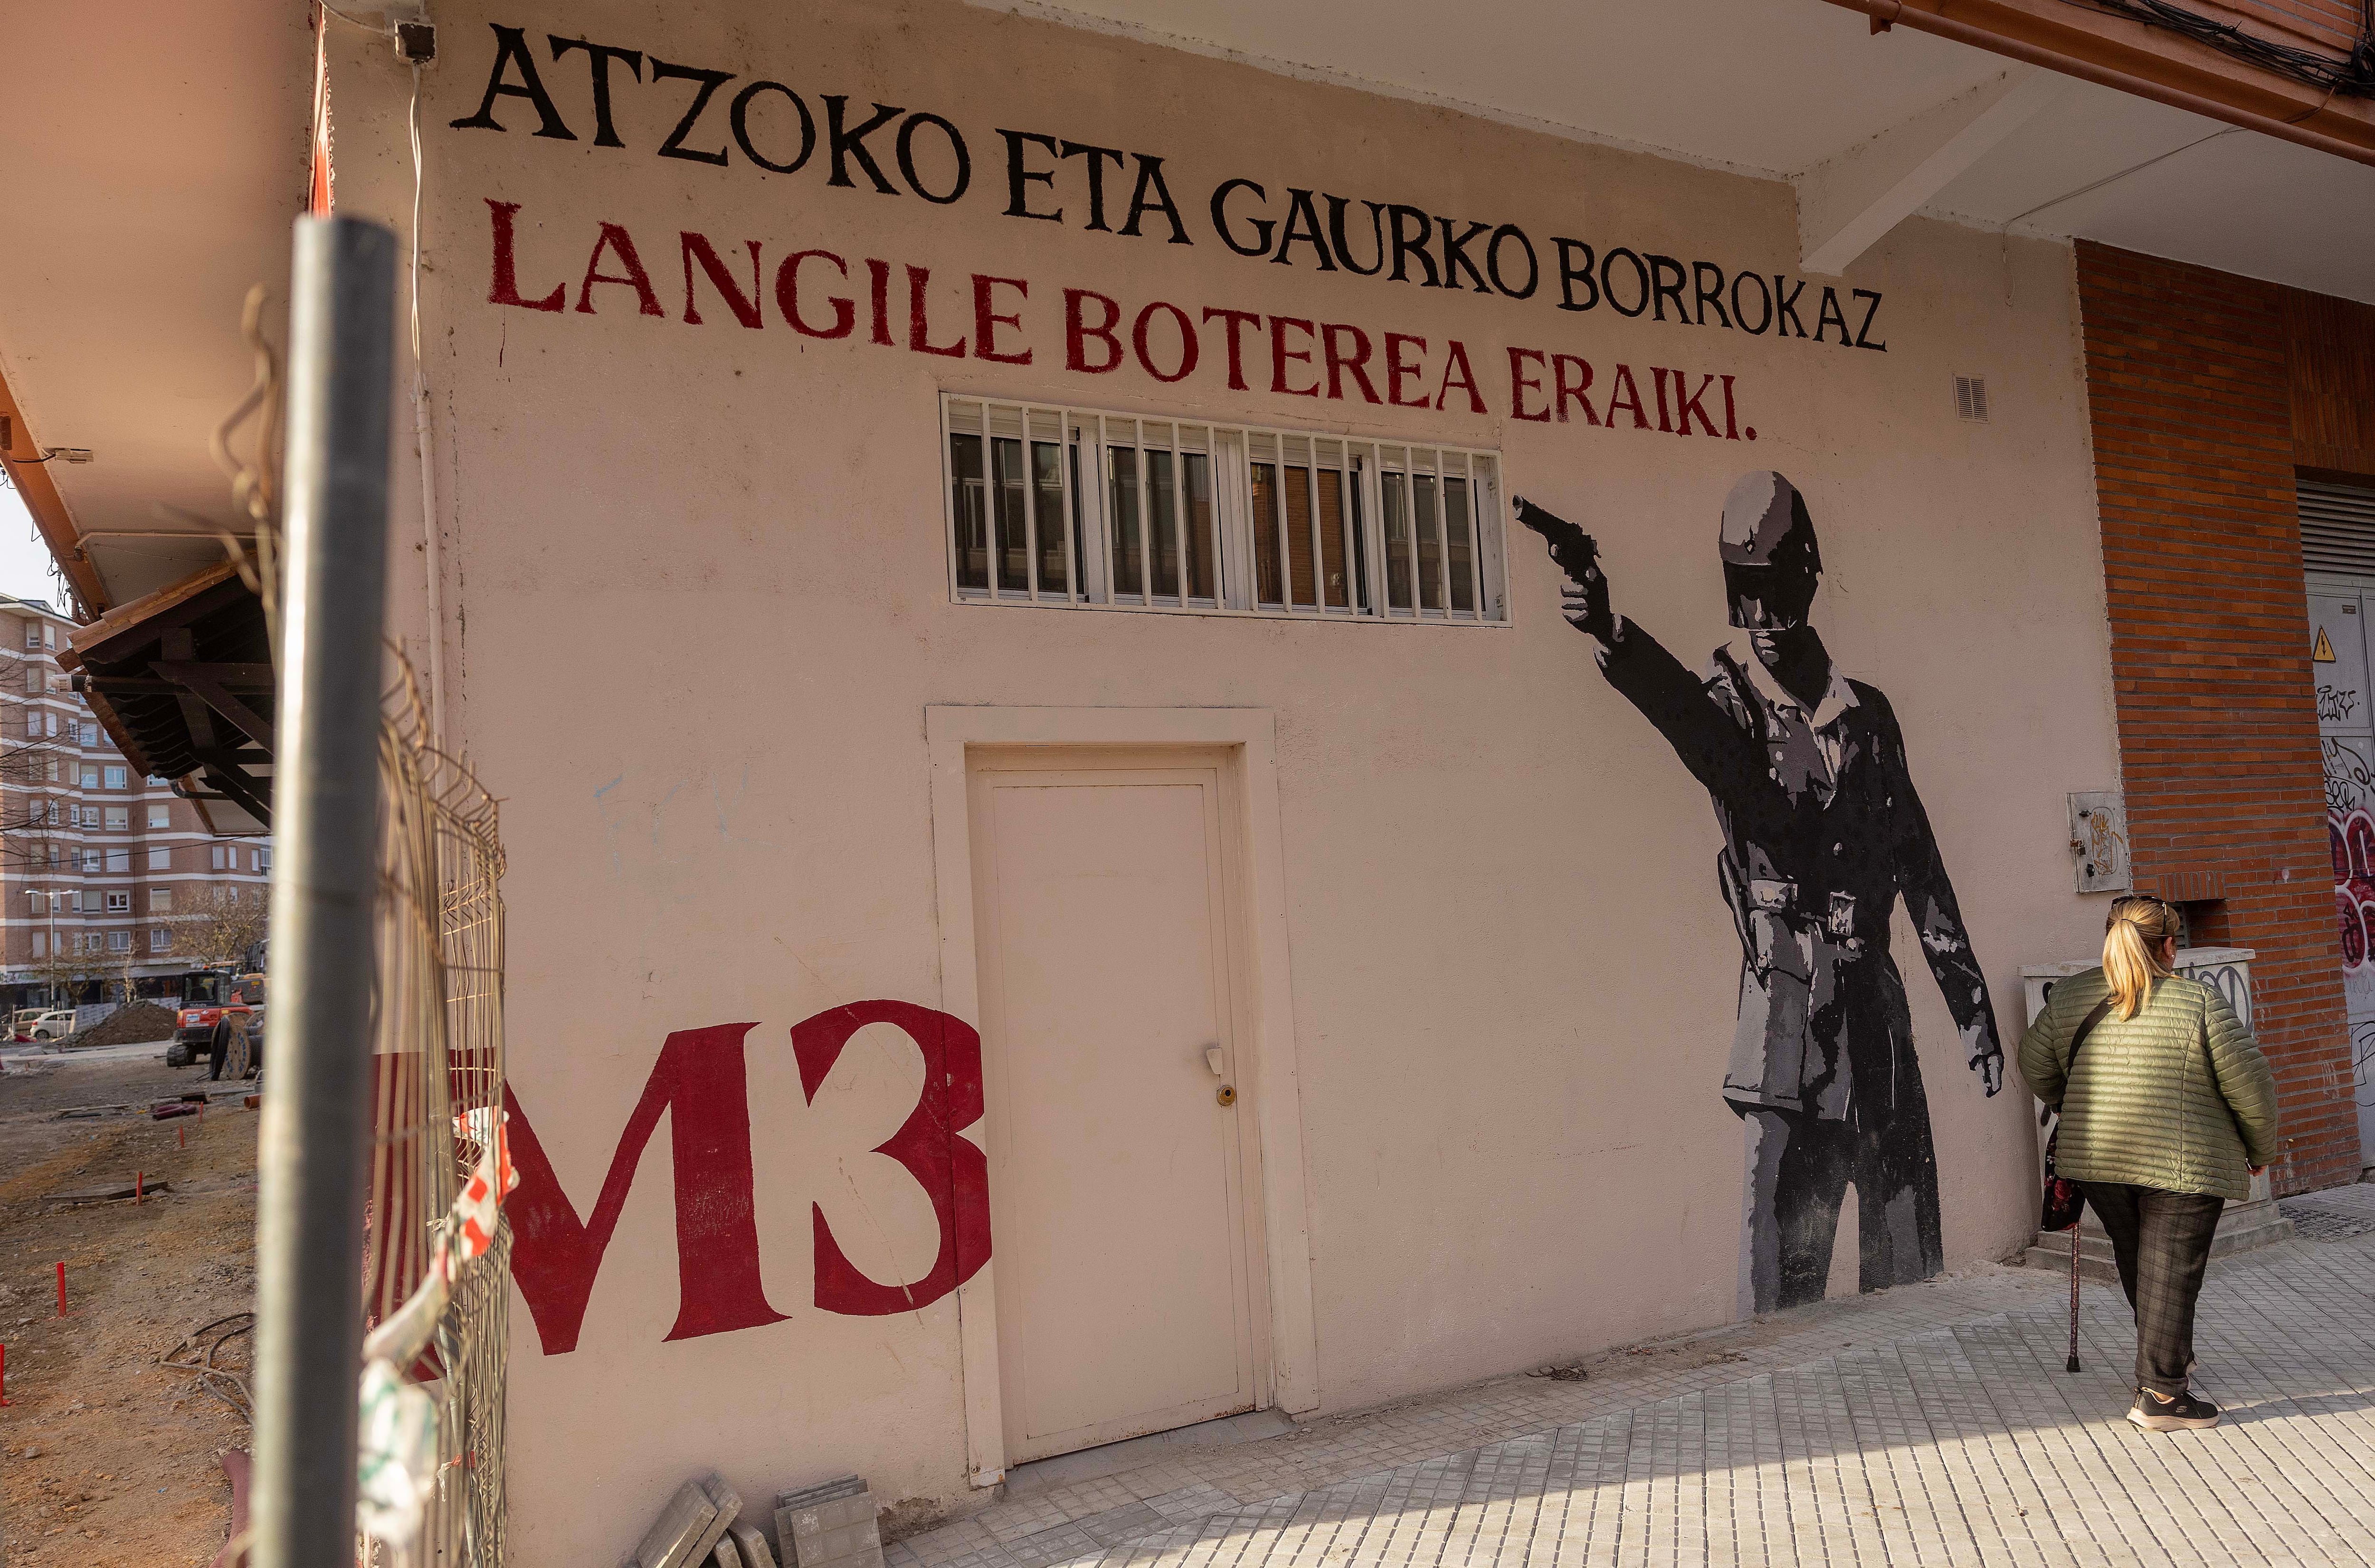 ATZOKO ETA GAURKO BORROKAZ
LANGILE BOTEREA ERAIKI.
M3